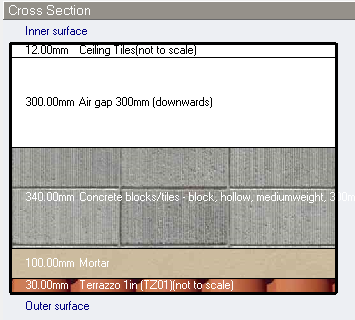 Cross Section
Inner surface
12.00mm Ceiling Tiles(not to scale)
300.00mm Air gap 300mm (downwards)
340.00mm Concrete blocks/tiles - block, hollow, mediumweight, 300m
100.00mm Mortar
30.00mm Terrazzo 1in (TZ01)(not to scale)
Outer surface